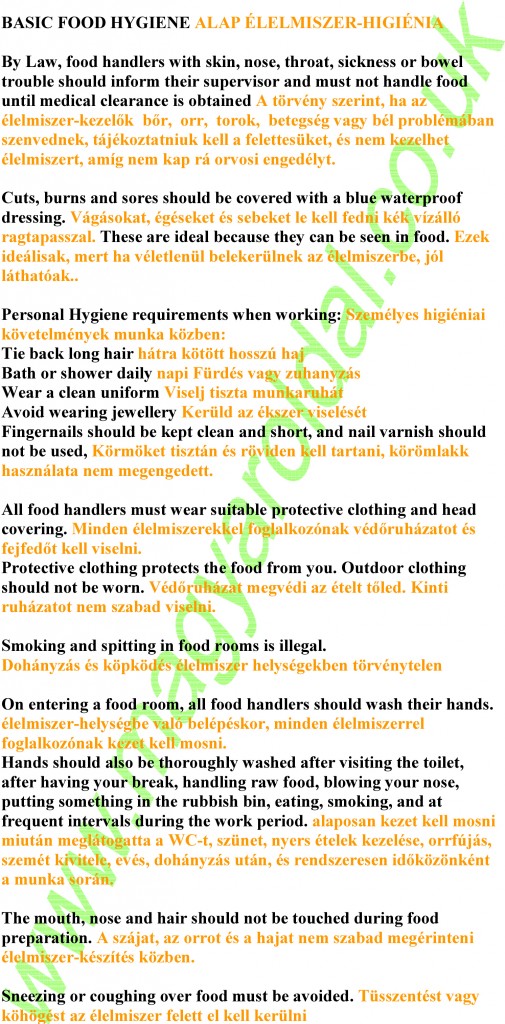 BASIC FOOD HYGIENE ALAP ÉLELMISZER-HIGIÉNIA
By Law, food handlers with skin, nose, throat, sickness or bowel
trouble should inform their supervisor and must not handle food
until medical clearance is obtained A törvény szerint, ha az
élelmiszer-kezelők bőr, orr, torok, betegség vagy bél problémában
szenvednek, tájékoztatniuk kell a felettesüket, és nem kezelhet
élelmiszert, amíg nem kap rá orvosi engedélyt.
Cuts, burns and sores should be covered with a blue waterproof
dressing. Vágásokat, égéseket és sebeket le kell fedni kék vízálló
ragtapasszal. These are ideal because they can be seen in food. Ezek
ideálisak, mert ha véletlenül belekerülnek az élelmiszerbe, jól
láthatóak..
Personal Hygiene requirements when working: Személyes higiéniai
követelmények munka közben:
Tie back long hair hátra kötött hosszú haj
Bath or shower daily napi Fürdés vagy zuhanyzás
Wear a clean uniform Viselj tiszta munkaruhát
Avoid wearing jewellery Kerüld az ékszer viselését
Fingernails should be kept clean and short, and nail varnish should
not be used, Körmöket tisztán és röviden kell tartani, körömlakk
használata nem megengedett.
All food handlers must wear suitable protective clothing and head
covering. Minden élelmiszerekkel foglalkozónak védőruházatot és
fejfedőt kell viselni.
Protective clothing protects the food from you. Outdoor clothing
should not be worn. Védőruházat megvédi az ételt tőled. Kinti
ruházatot nem szabad viselni.
Smoking and spitting in food rooms is illegal.
Dohányzás és köpködés élelmiszer helységekben törvénytelen
On entering a food room, all food handlers should wash their hands.
élelmiszer-helységbe való belépéskor, minden élelmiszerrel
foglalkozónak kezet kell mosni.
Hands should also be thoroughly washed after visiting the toilet,
after having your break, handling raw food, blowing your nose,
putting something in the rubbish bin, eating, smoking, and at
frequent intervals during the work period. alaposan kezet kell mosni
miután meglátogatta a WC-t, szünet, nyers ételek kezelése, orrfújás,
szemét kivitele, evés, dohányzás után, és rendszeresen időközönként
a munka során.
The mouth, nose and hair should not be touched during food
preparation. A szájat, az orrot és a hajat nem szabad megérinteni
élelmiszer-készítés közben.
Sneezing or coughing over food must be avoided. Tüsszentést vagy
köhögést az élelmiszer felett el kell kerülni
www.magyaroldal.co.uk